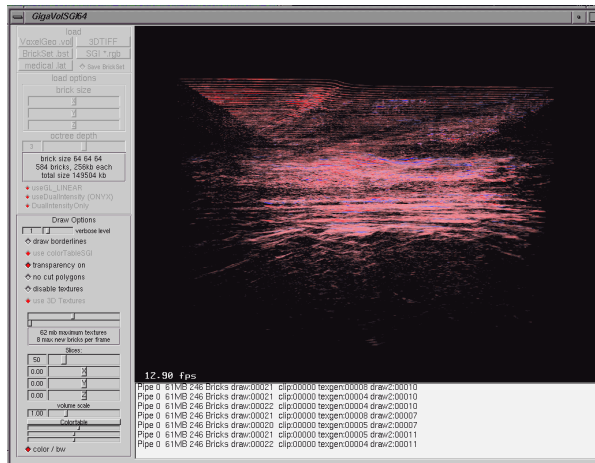 GigaVolSGI64
load
VoxelGeo .vol 3DTIFF
BrickSet .bst SGI *.rgb
medical .lat Save BrickSet
load options
brick size
octree depth
3
brick size 64 64 64
584 bricks, 256kb each
total size 149504 kb
useGL_LINEAR
useDualIntensity (ONYX)
DualIntensityOnly
Draw Options
1 verbose level
draw borderlines
use colorTableSGI
transparency on
no cut polygons
disable textures
use 3D Textures
62 mb maximum textures
8 max new bricks per frame
Slices:
50
0.00 X
0.00 Y
0.00 Z
volume scale
1.00
Colortable
color / bw
12.90 fps
Pipe 0 61MB 246 Bricks draw:00021 clip:00000 texgen:00008 draw2:00010
Pipe 0 61MB 246 Bricks draw:00021 clip:00000 texgen:00004 draw2:00010
Pipe 0 61MB 246 Bricks draw:00022 clip:00000 texgen:00004 draw2:00010
Pipe 0 61MB 246 Bricks draw:00021 clip:00000 texgen:00008 draw2:00007
Pipe 0 61MB 246 Bricks draw:00020 clip:00000 texgen:00005 draw2:00007
Pipe 0 61MB 246 Bricks draw:00021 clip:00000 texgen:00005 draw2:00011
Pipe 0 61MB 246 Bricks draw:00022 clip:00000 texgen:00004 draw2:00011